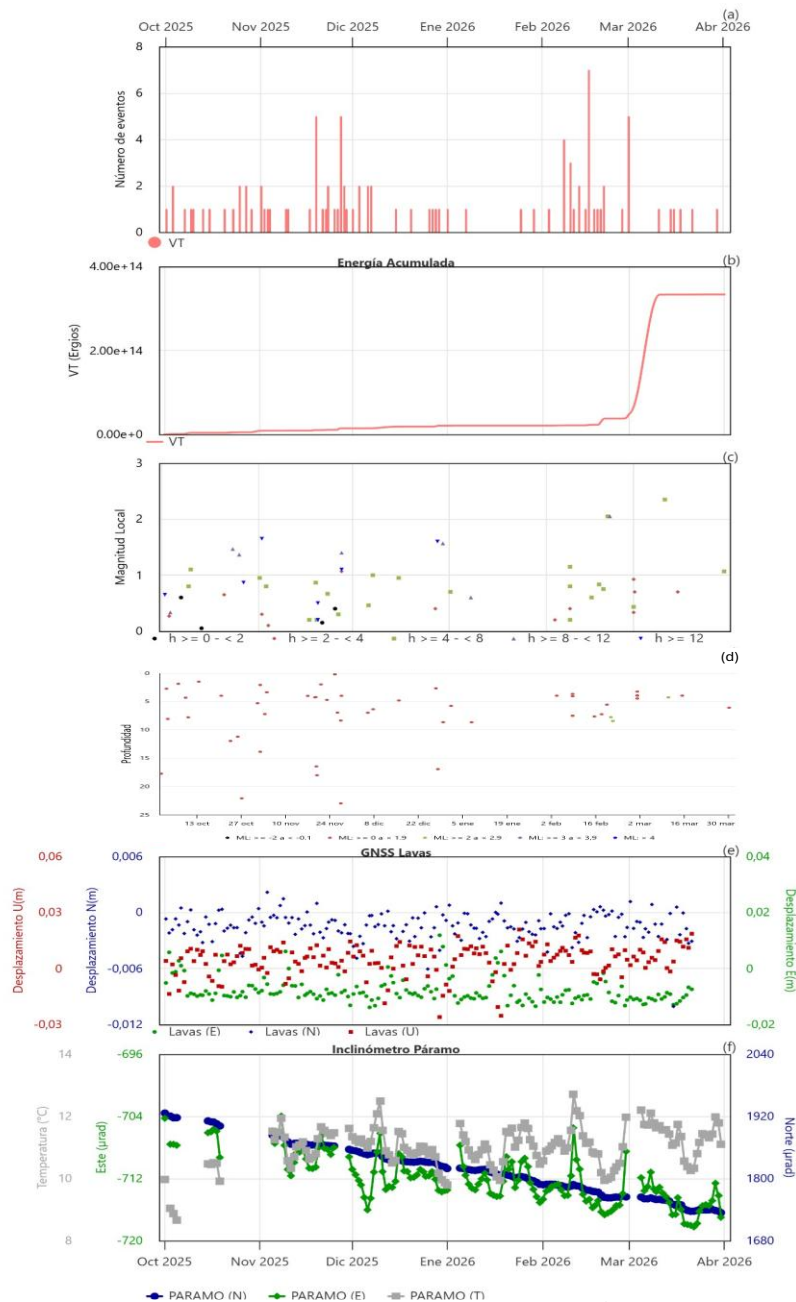 (a)
Oct 2025 Nov 2025 Dic 2025 Ene 2026 Feb 2026 Mar 2026 Abr 2026
8
6
4
2
0
Número de eventos
VT
Energía Acumulada
(b)
4.00e+14
2.00e+14
0.00e+0
VT (Ergios)
VT
(c)
3
2
1
0
Magnitud Local
h >= 0 - < 2 h >= 2 - < 4 h >= 4 - < 8 h >= 8 - < 12 h >= 12
(d)
0
5
10
15
20
25
Profundidad
13 oct 27 oct 10 nov 24 nov 8 dic 22 dic 5 ene 19 ene 2 feb 16 feb 2 mar 16 mar 30 mar
ML: >= -2 a < -0.1 ML: >= 0 a < 1.9 ML: >= 2 a < 2.9 ML: >= 3 a < 3.9 ML: > 4
GNSS Lavas
(e)
0,06 0,006 0,04
0,03 0 0,02
0 -0,006 0
-0,03 -0,012 -0,02
Desplazamiento U(m)
Desplazamiento N(m)
Desplazamiento E(m)
Lavas (E) Lavas (N) Lavas (U)
Inclinómetro Páramo
(f)
14 -696 2040
12 -704 1920
10 -712 1800
8 -720 1680
Temperatura (°C)
Este (µrad)
Norte (µrad)
Oct 2025 Nov 2025 Dic 2025 Ene 2026 Feb 2026 Mar 2026 Abr 2026
PARAMO (N) PARAMO (E) PARAMO (T)